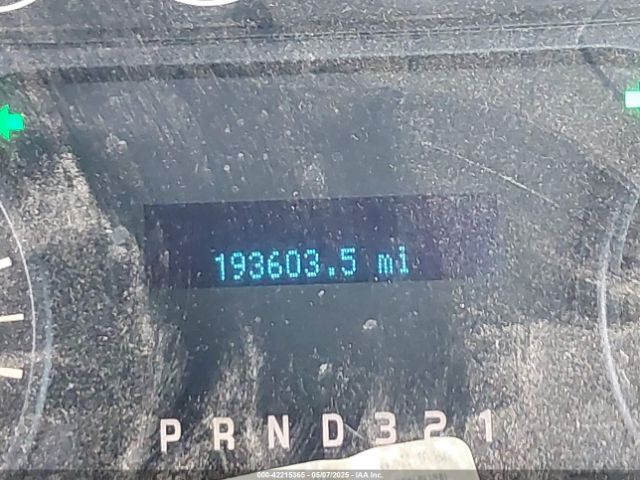 193603.5 mi
P R N D 3 2 1
000-42215365 - 05/07/2025 - IAA Inc.